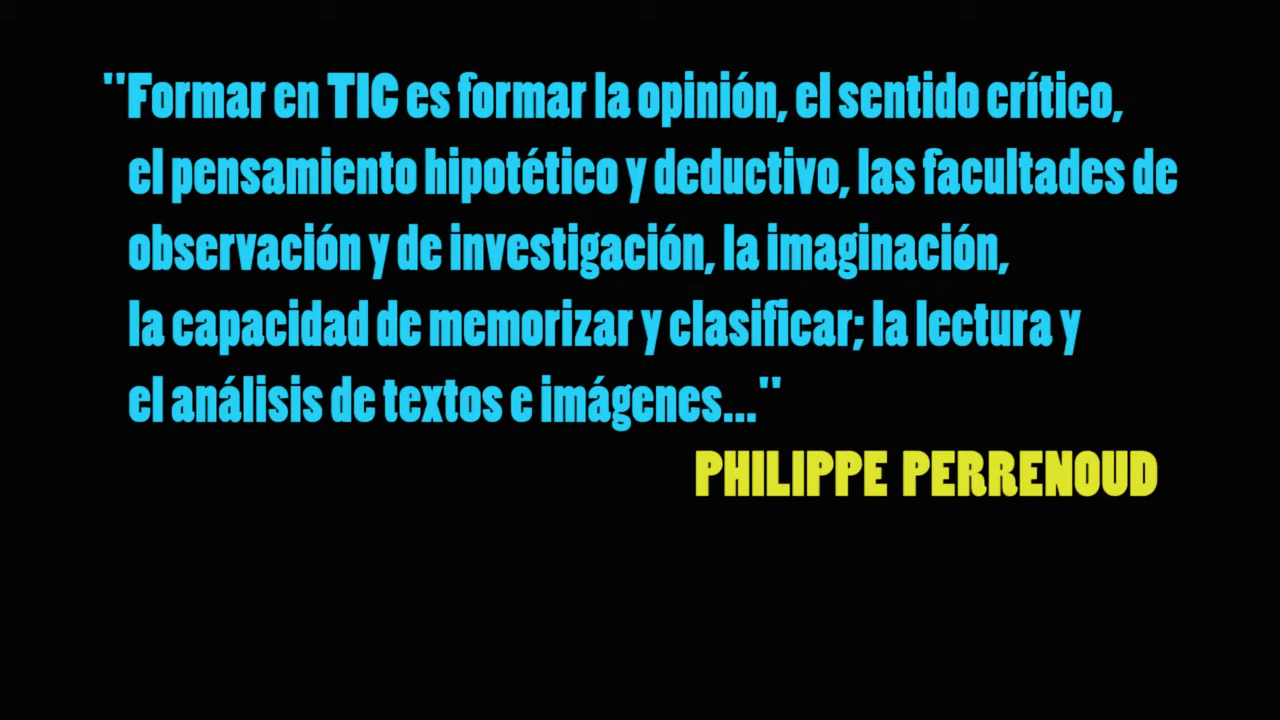 "Formar en TIC es formar la opinión, el sentido crítico,
el pensamiento hipotético y deductivo, las facultades de
observación y de investigación, la imaginación,
la capacidad de memorizar y clasificar; la lectura y
el análisis de textos e imágenes..."
PHILIPPE PERRENOUD